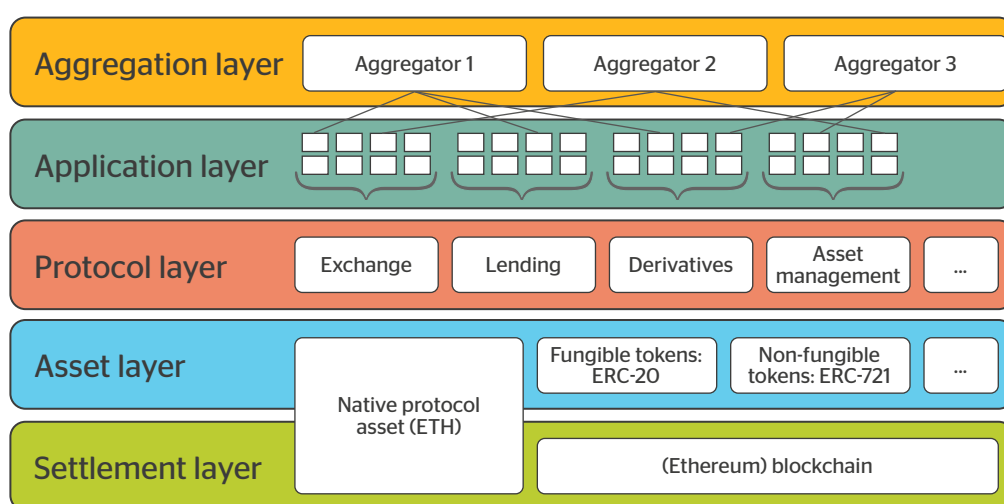 Aggregation layer
Aggregator 1
Aggregator 2
Aggregator 3
Application layer
Protocol layer
Exchange
Lending
Derivatives
Asset
management
...
Asset layer
Native protocol
asset (ETH)
Fungible tokens:
ERC-20
Non-fungible
tokens: ERC-721
...
Settlement layer
(Ethereum) blockchain